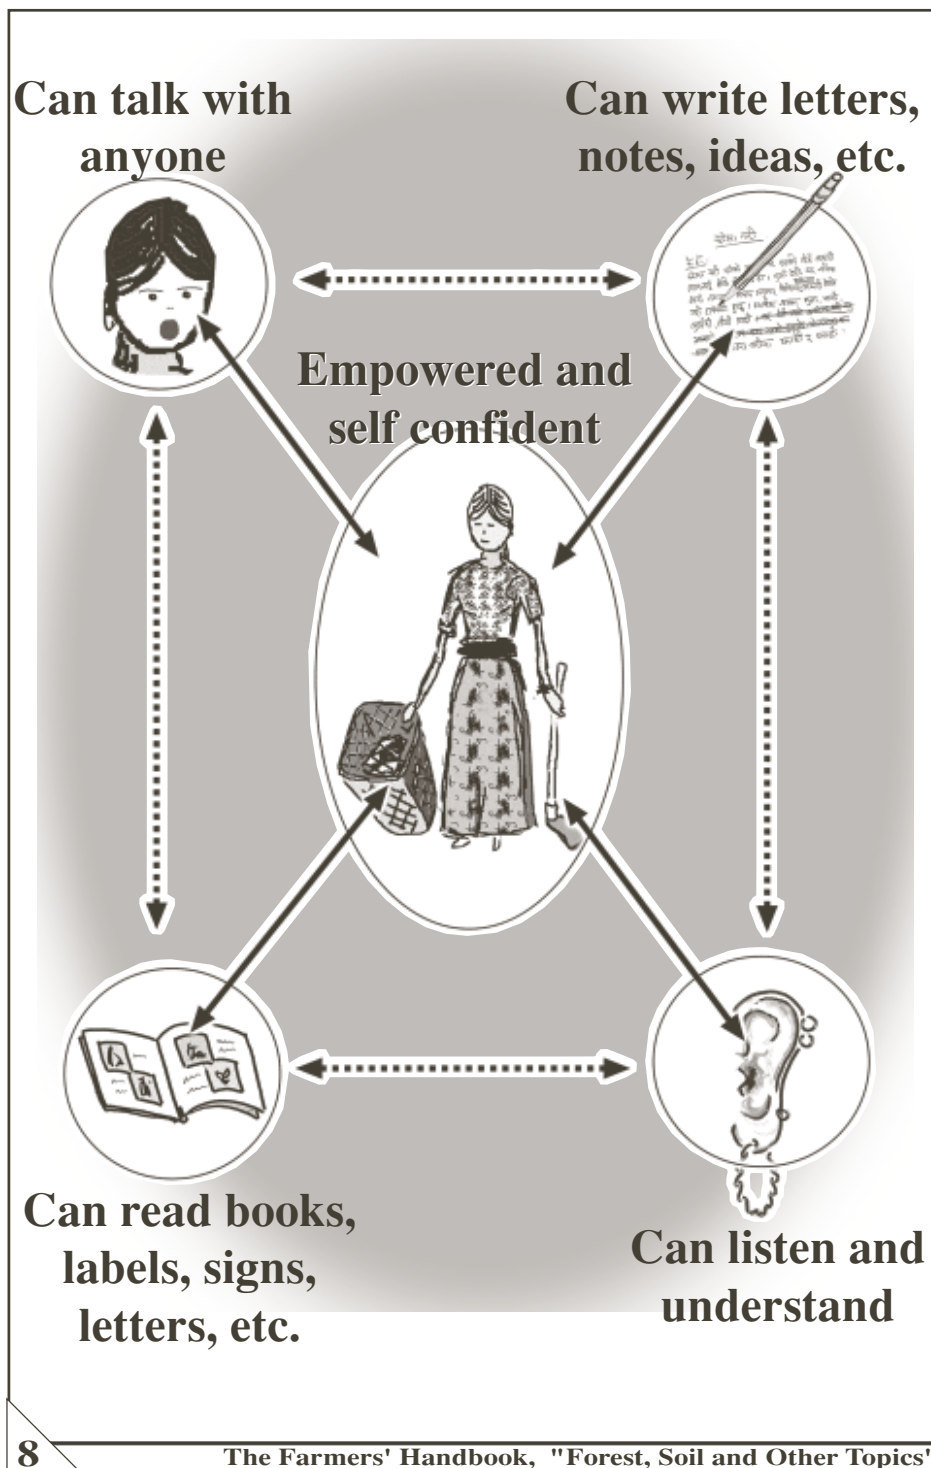 Can talk with
anyone
Can write letters,
notes, ideas, etc.
Empowered and
self confident
Can read books,
labels, signs,
letters, etc.
Can listen and
understand
8
The Farmers' Handbook, "Forest, Soil and Other Topics"